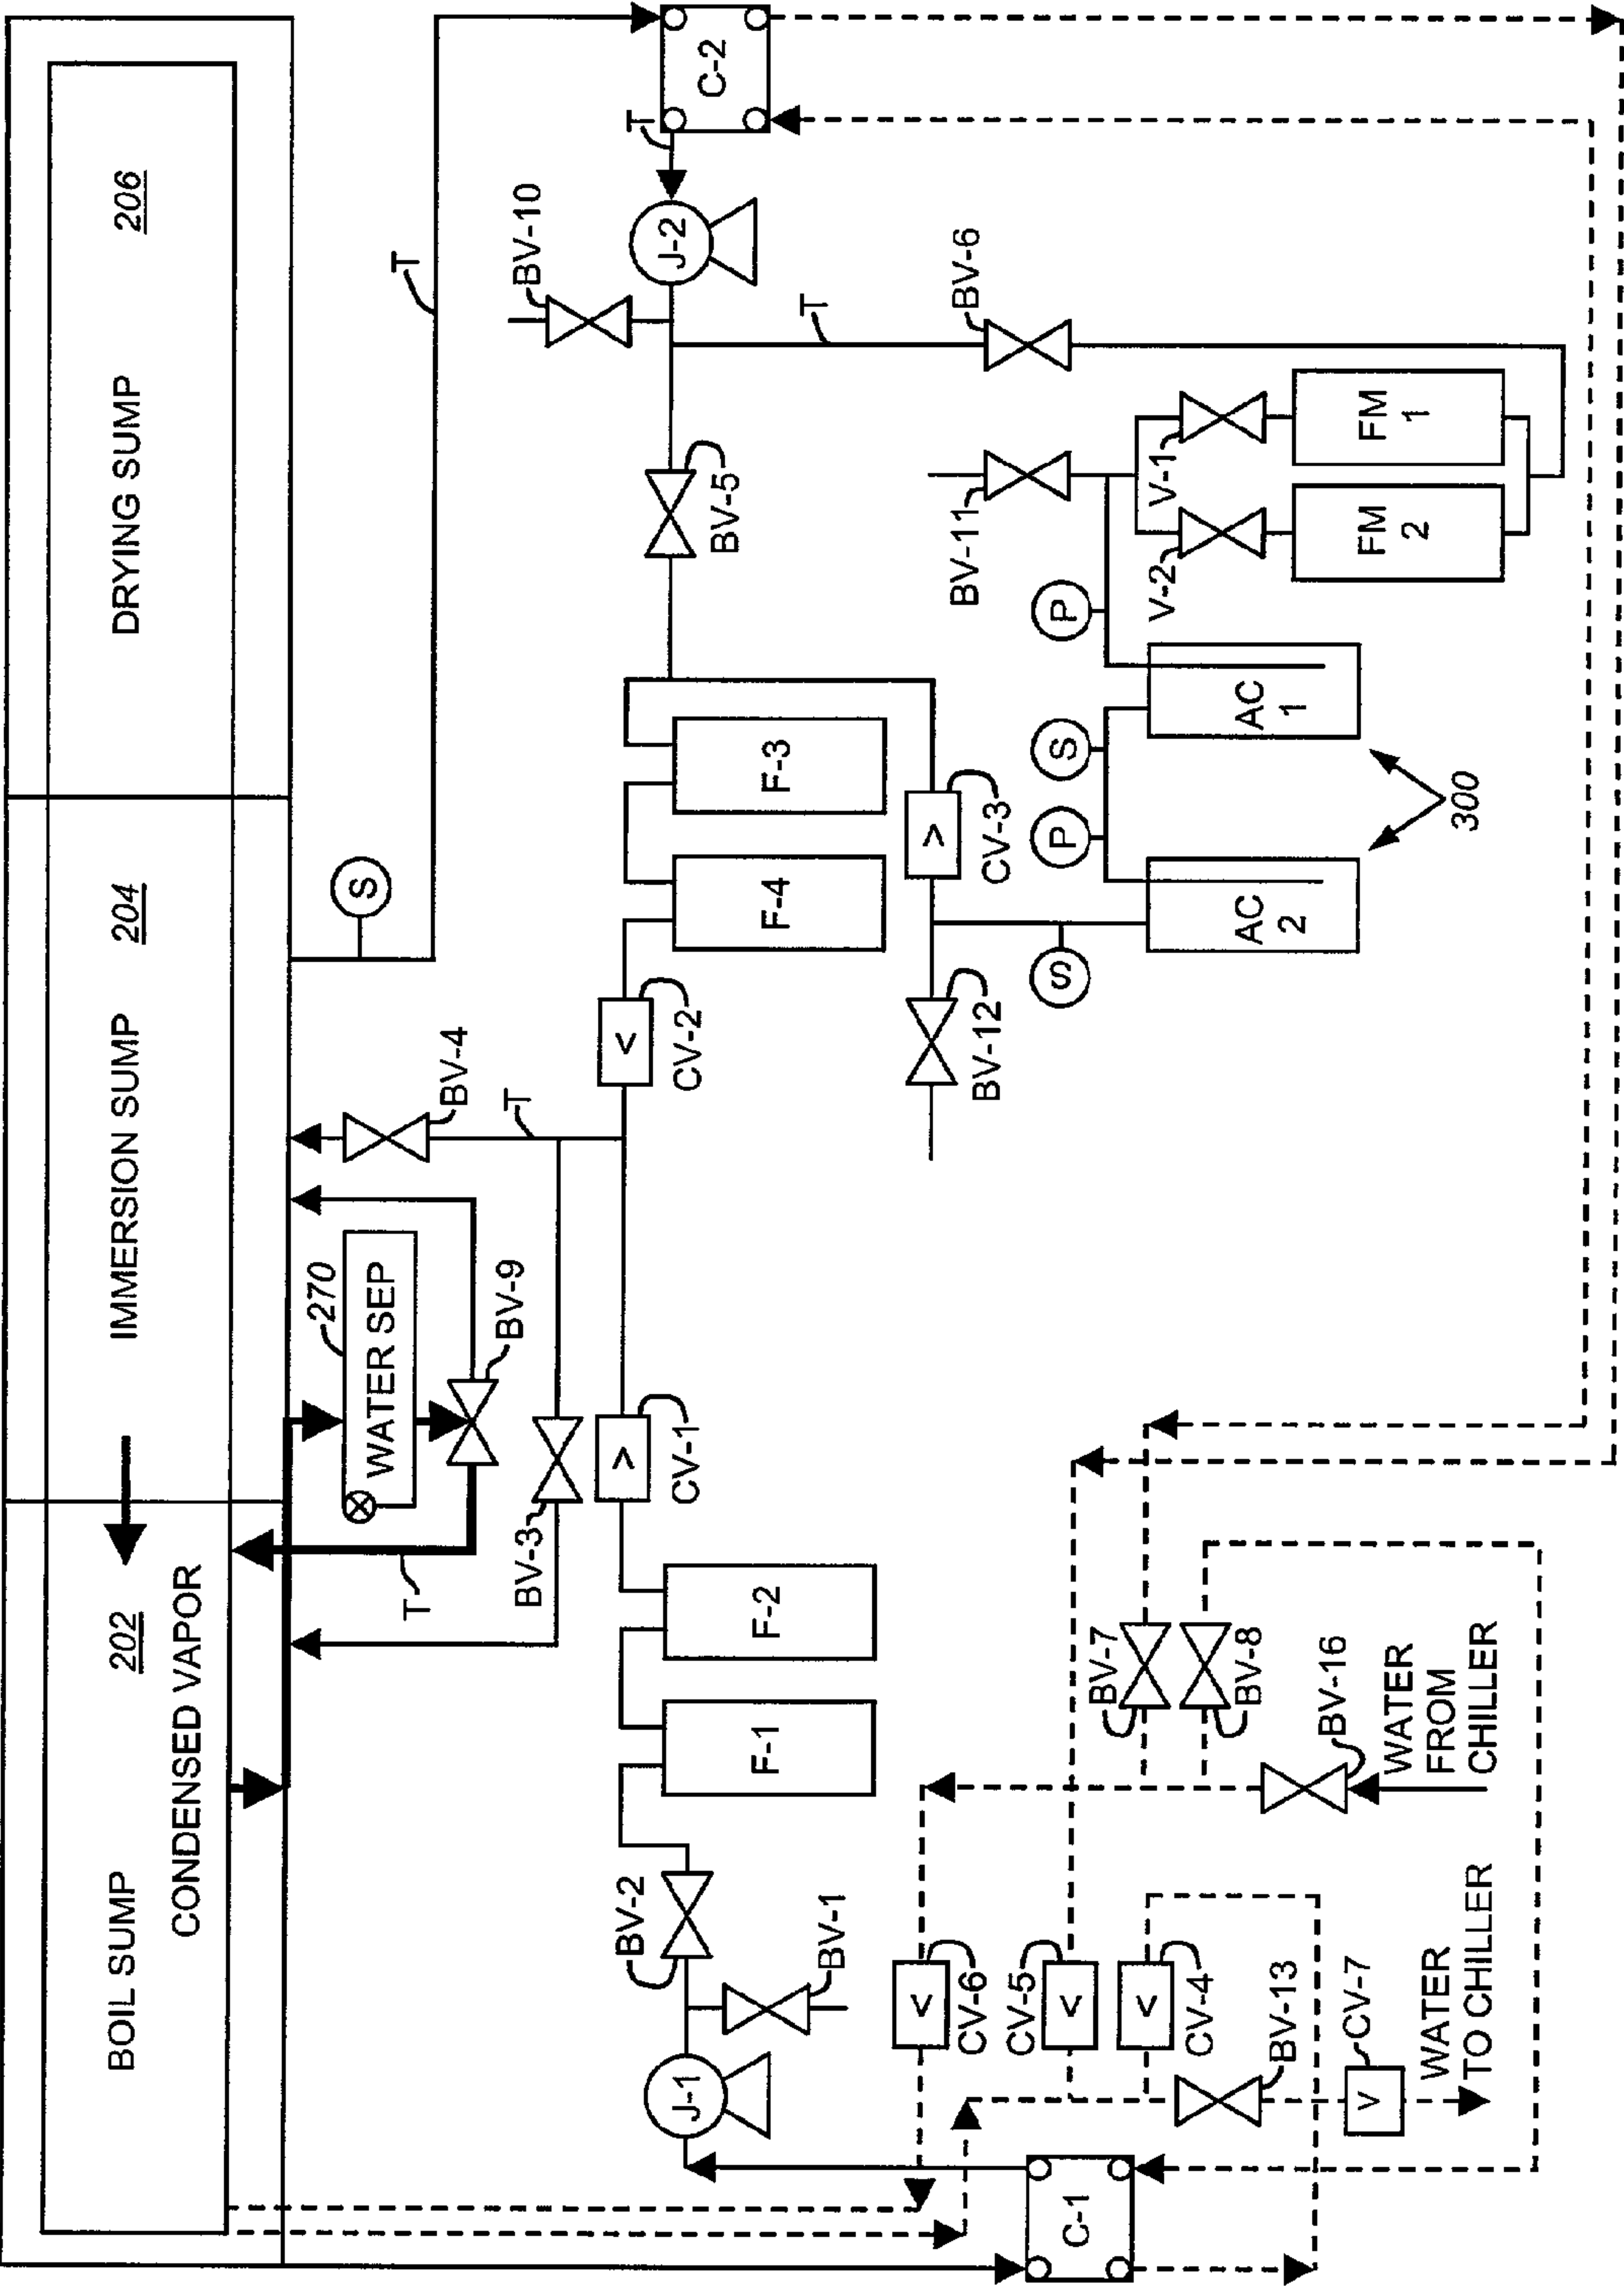 BOIL SUMP
202
CONDENSED VAPOR
IMMERSION SUMP
204
DRYING SUMP
206
270
WATER SEP
BV-9
T
BV-3
BV-4
T
S
T
C-2
T
J-2
BV-10
BV-5
T
BV-6
F-3
F-4
CV-2
CV-3
BV-12
CV-1
F-2
F-1
BV-2
BV-1
J-1
C-1
BV-11
V-1
V-2
FM
1
FM
2
P
S
P
S
AC
1
AC
2
300
CV-6
CV-5
CV-4
BV-13
CV-7
WATER
TO CHILLER
BV-7
BV-8
BV-16
WATER
FROM
CHILLER